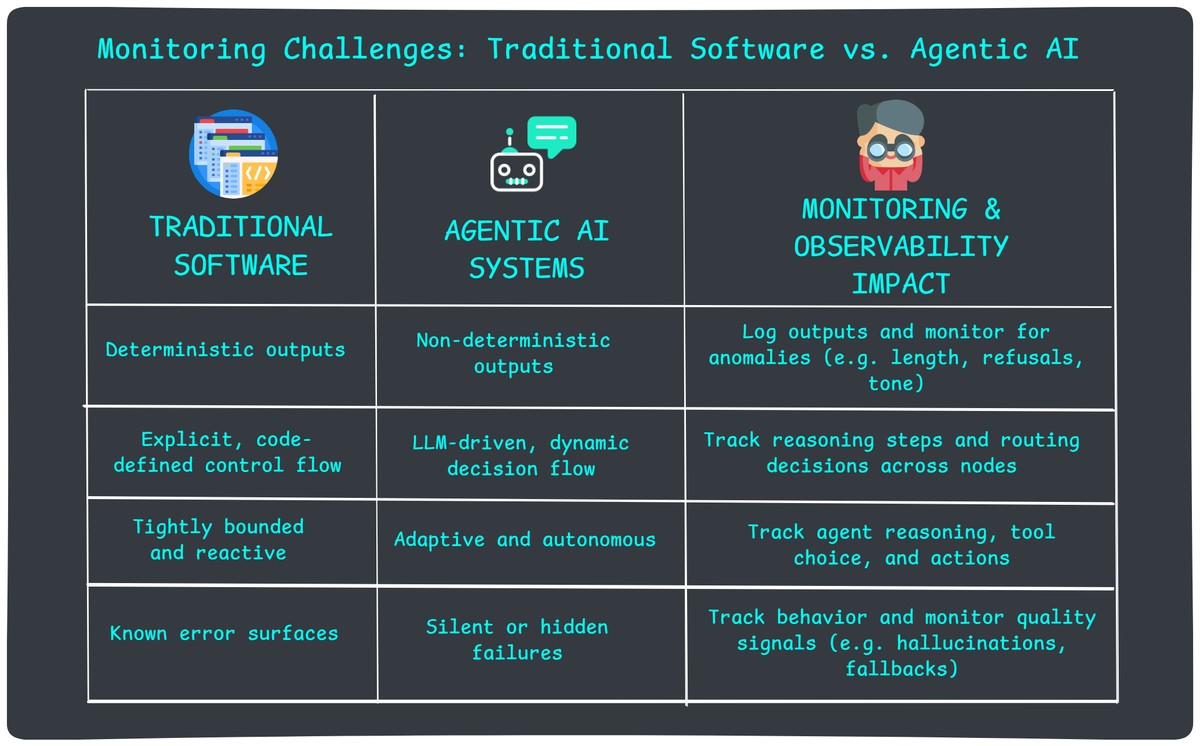 Monitoring Challenges: Traditional Software vs. Agentic AI
</>
TRADITIONAL
SOFTWARE
AGENTIC AI
SYSTEMS
MONITORING &
OBSERVABILITY
IMPACT
Deterministic outputs
Non-deterministic
outputs
Log outputs and monitor for
anomalies (e.g. length, refusals,
tone)
Explicit, code-
defined control flow
LLM-driven, dynamic
decision flow
Track reasoning steps and routing
decisions across nodes
Tightly bounded
and reactive
Adaptive and autonomous
Track agent reasoning, tool
choice, and actions
Known error surfaces
Silent or hidden
failures
Track behavior and monitor quality
signals (e.g. hallucinations,
fallbacks)